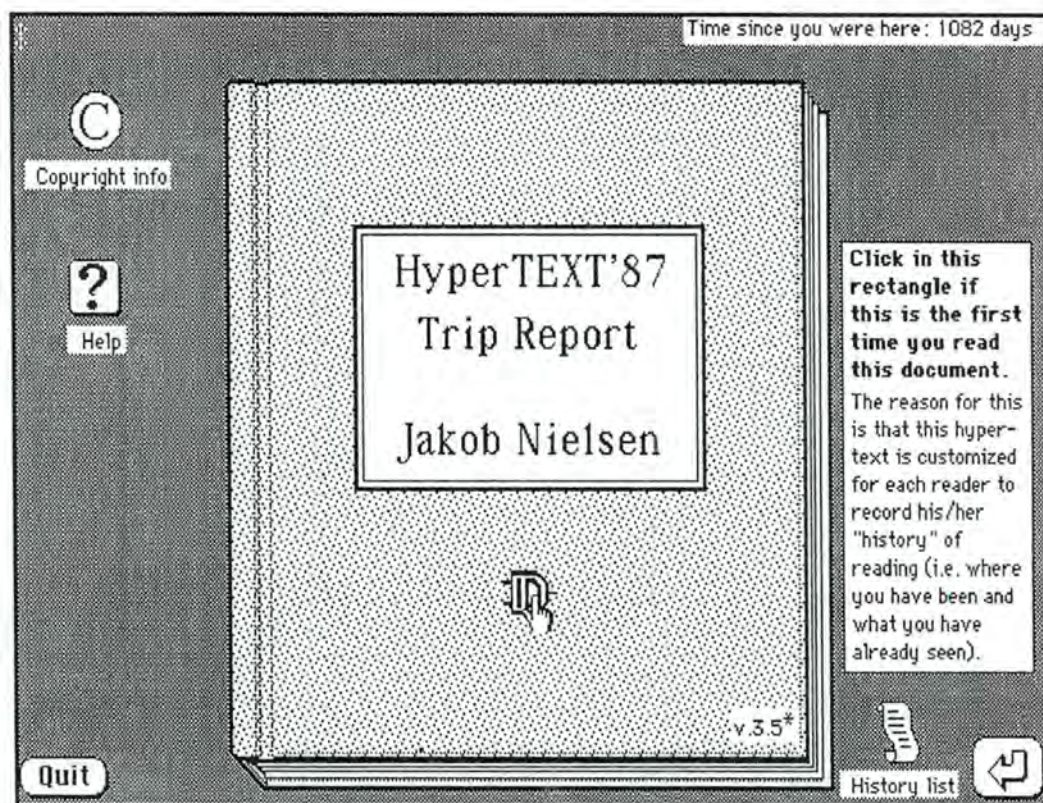 Time since you were here: 1082 days
C
Copyright info
?
Help
HyperTEXT'87
Trip Report
Jakob Nielsen
Click in this
rectangle if
this is the first
time you read
this document.
The reason for this
is that this hyper-
text is customized
for each reader to
record his/her
"history" of
reading (i.e. where
you have been and
what you have
already seen).
v.3.5*
Quit
History list